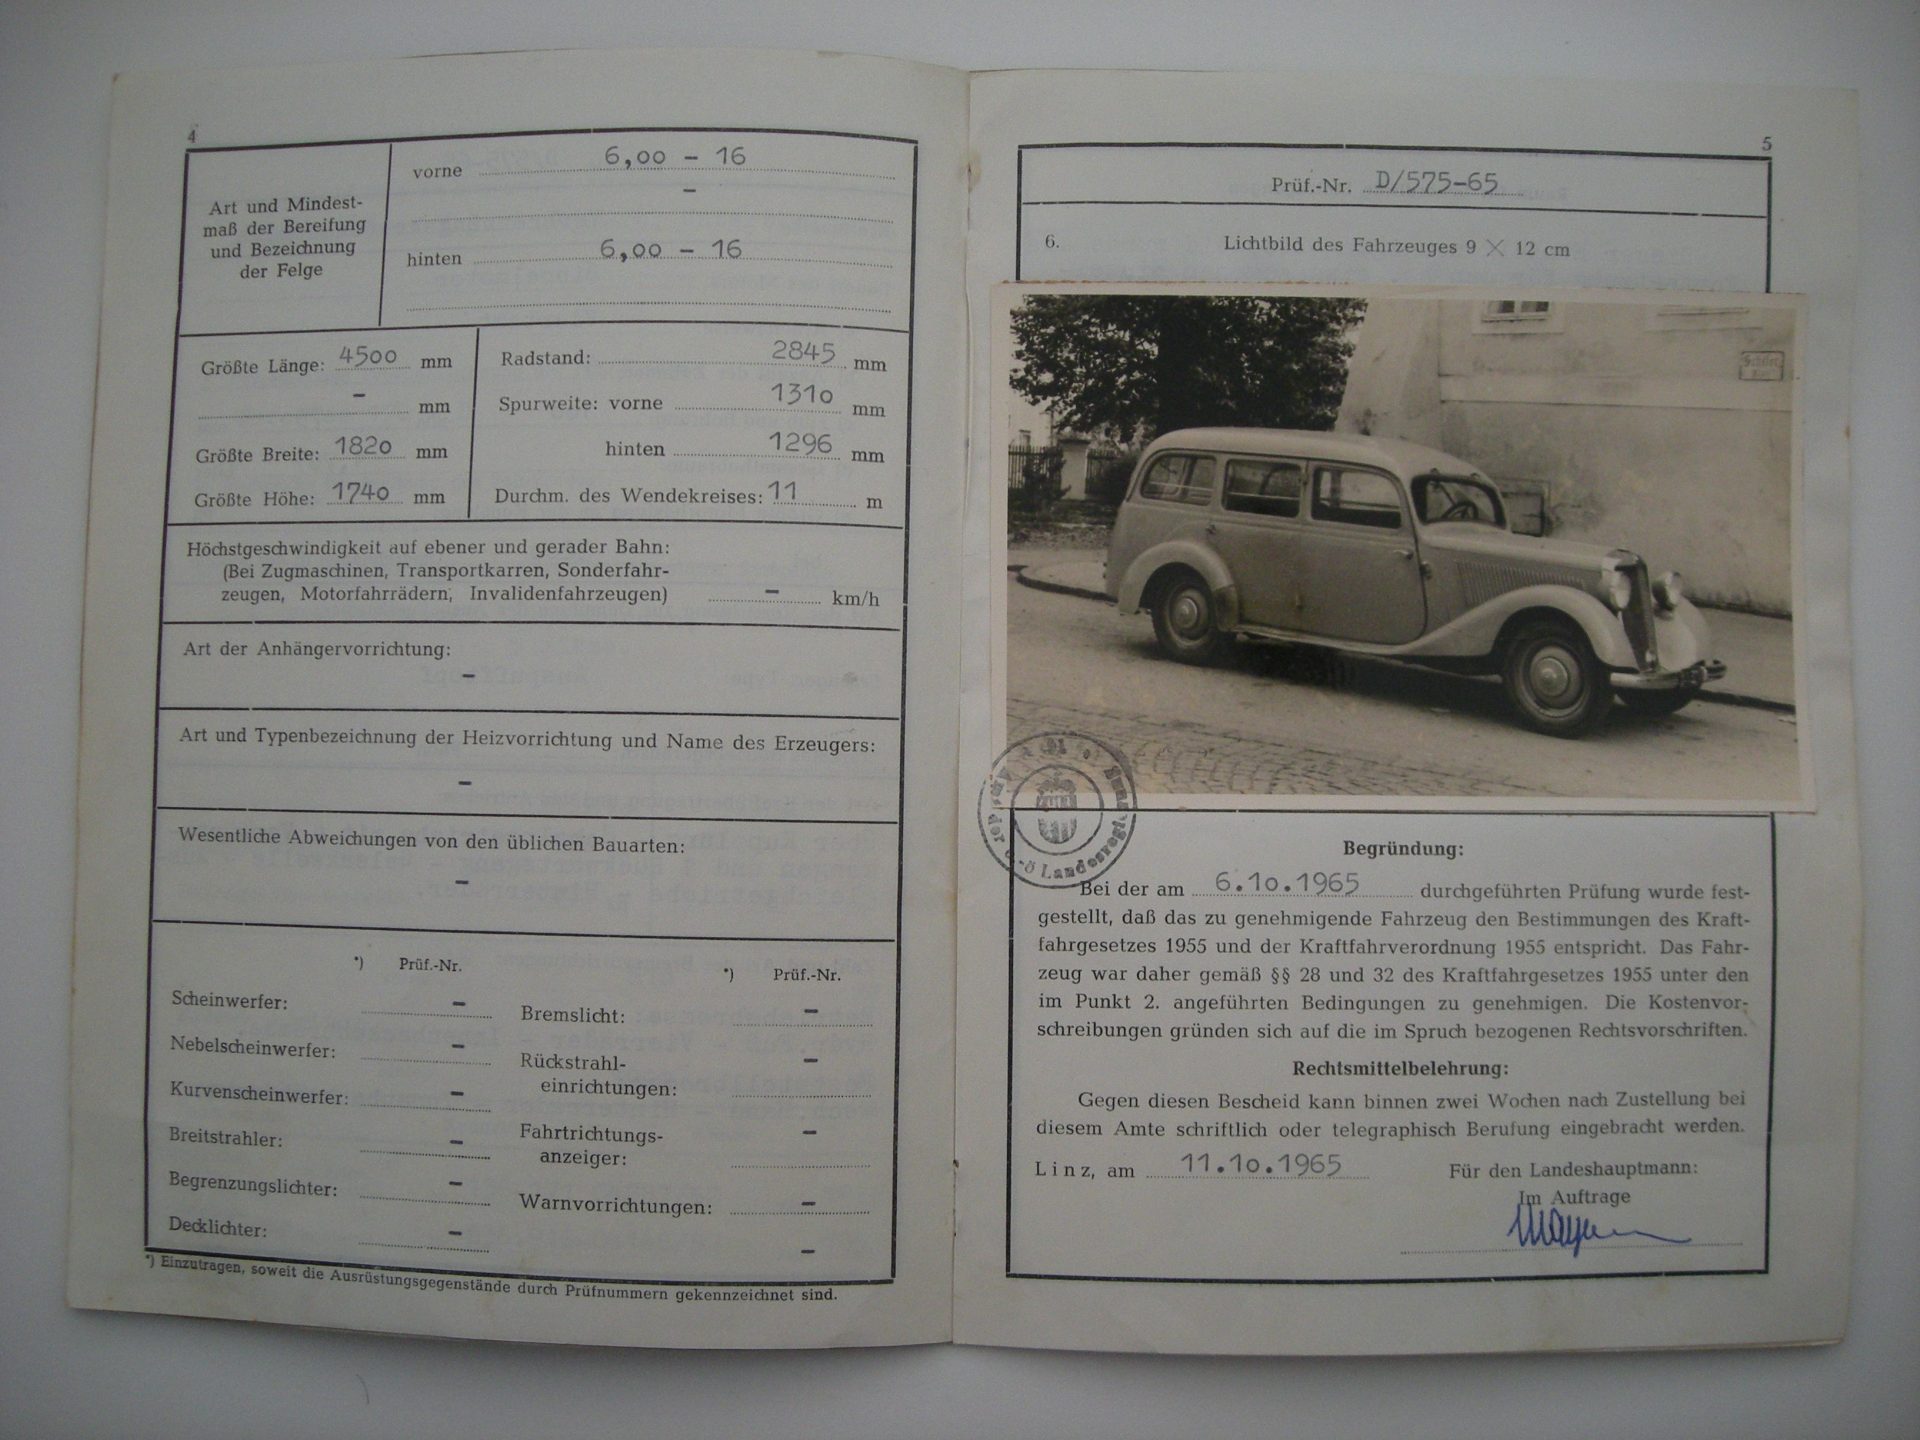 4
Art und Mindest-
maß der Bereifung
und Bezeichnung
der Felge
vorne 6,00 – 16
–
hinten 6,00 – 16
Größte Länge: 4500 mm
– mm
Größte Breite: 1820 mm
Größte Höhe: 1740 mm
Radstand: 2845 mm
Spurweite: vorne 1310 mm
hinten 1296 mm
Durchm. des Wendekreises: 11 m
Höchstgeschwindigkeit auf ebener und gerader Bahn:
(Bei Zugmaschinen, Transportkarren, Sonderfahr-
zeugen, Motorfahrrädern, Invalidenfahrzeugen) – km/h
Art der Anhängervorrichtung:
–
Art und Typenbezeichnung der Heizvorrichtung und Name des Erzeugers:
–
Wesentliche Abweichungen von den üblichen Bauarten:
–
*) Prüf.-Nr.
Scheinwerfer: –
Nebelscheinwerfer: –
Kurvenscheinwerfer: –
Breitstrahler: –
Begrenzungslichter: –
Decklichter: –
*) Prüf.-Nr.
Bremslicht: –
Rückstrahl-
einrichtungen: –
Fahrtrichtungs-
anzeiger: –
Warnvorrichtungen: –
–
*) Einzutragen, soweit die Ausrüstungsgegenstände durch Prüfnummern gekennzeichnet sind.
5
Prüf.-Nr. D/575-65
6. Lichtbild des Fahrzeuges 9 × 12 cm
Landesregie
Begründung:
Bei der am 6.10.1965 durchgeführten Prüfung wurde fest-
gestellt, daß das zu genehmigende Fahrzeug den Bestimmungen des Kraft-
fahrgesetzes 1955 und der Kraftfahrverordnung 1955 entspricht. Das Fahr-
zeug war daher gemäß §§ 28 und 32 des Kraftfahrgesetzes 1955 unter den
im Punkt 2. angeführten Bedingungen zu genehmigen. Die Kostenvor-
schreibungen gründen sich auf die im Spruch bezogenen Rechtsvorschriften.
Rechtsmittelbelehrung:
Gegen diesen Bescheid kann binnen zwei Wochen nach Zustellung bei
diesem Amte schriftlich oder telegraphisch Berufung eingebracht werden.
Linz, am 11.10.1965
Für den Landeshauptmann:
Im Auftrage